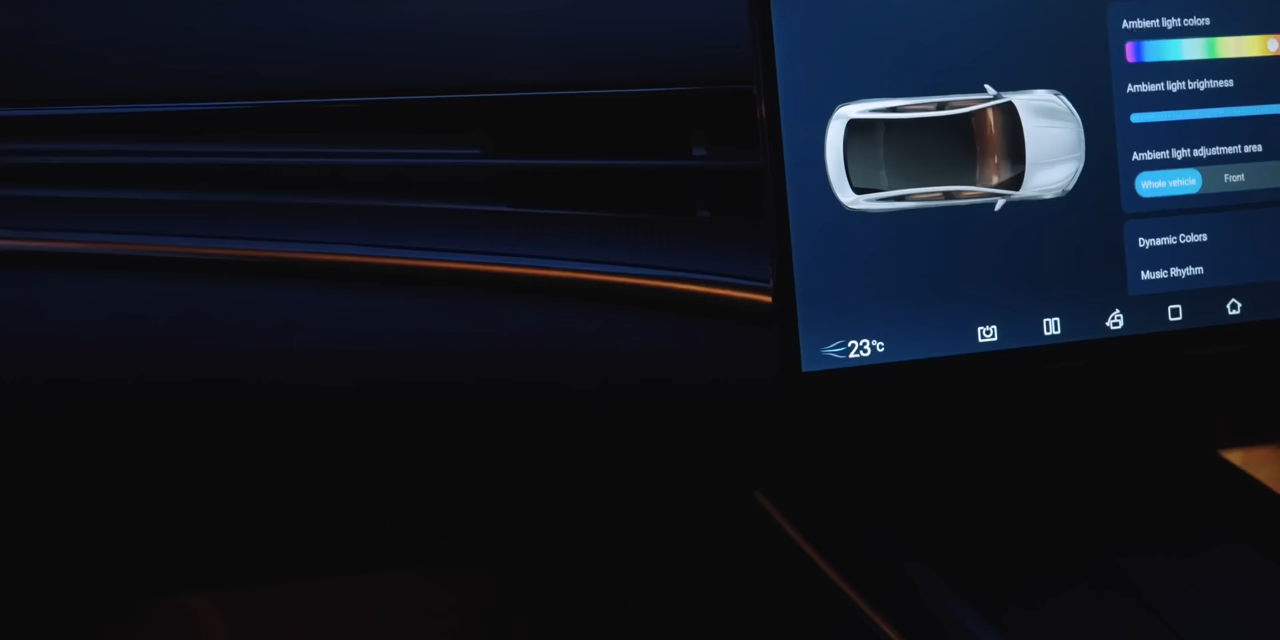 Ambient light colors
Ambient light brightness
Ambient light adjustment area
Whole vehicle Front
Dynamic Colors
Music Rhythm
23°C